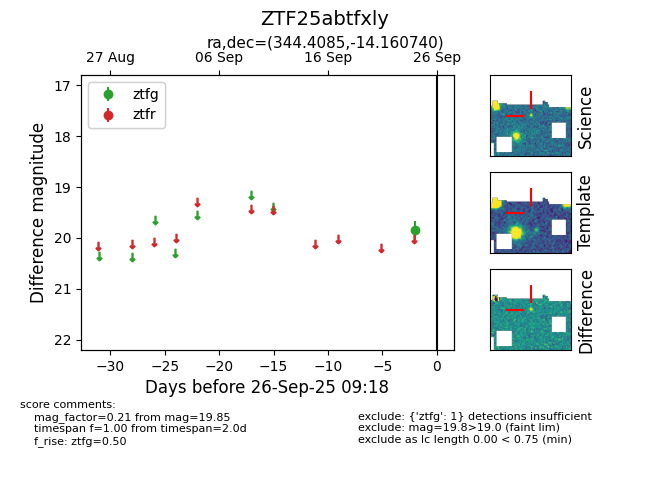 ZTF25abtfxly
ra,dec=(344.4085,-14.160740)
27 Aug
06 Sep
16 Sep
26 Sep
ztfg
ztfr
17
18
19
20
21
22
Difference magnitude
−30
−25
−20
−15
−10
−5
0
Days before 26-Sep-25 09:18
Science
Template
Difference
score comments:
mag_factor=0.21 from mag=19.85
timespan f=1.00 from timespan=2.0d
f_rise: ztfg=0.50
exclude: {'ztfg': 1} detections insufficient
exclude: mag=19.8>19.0 (faint lim)
exclude as lc length 0.00 < 0.75 (min)